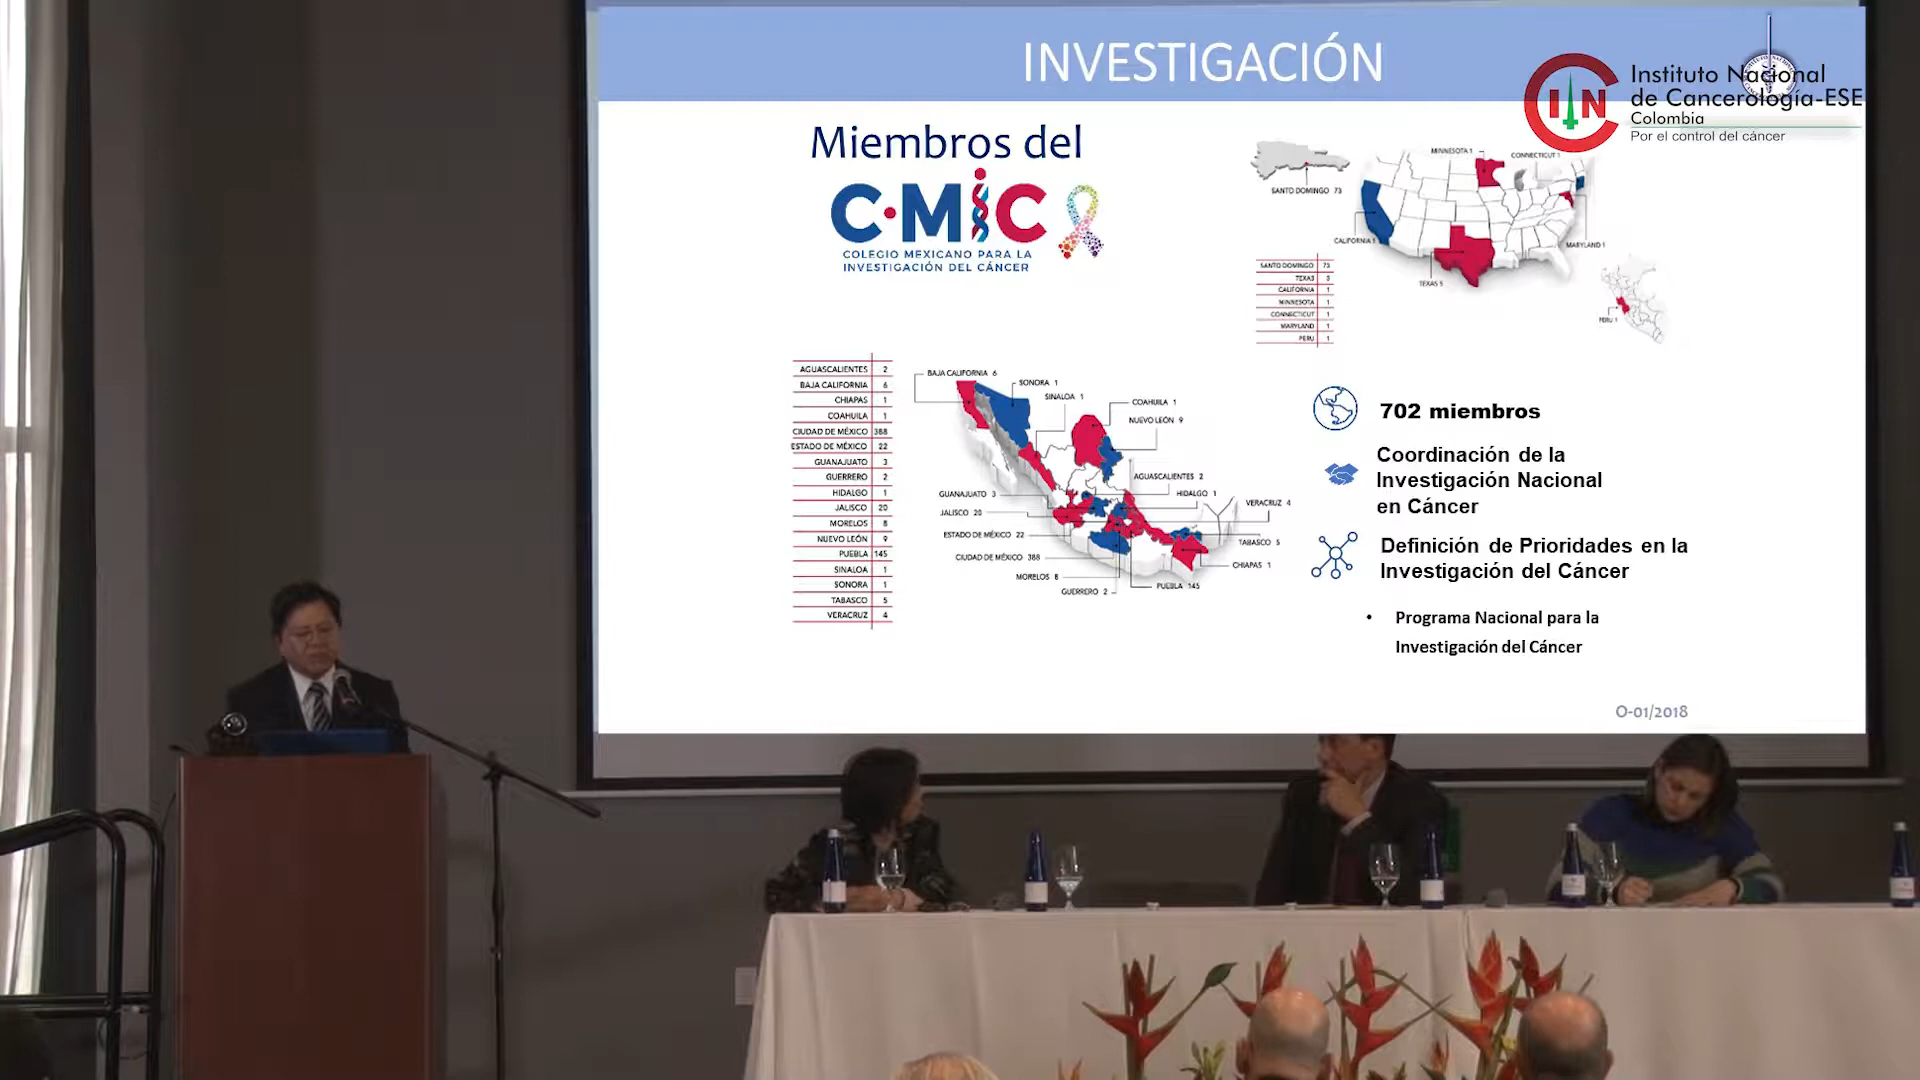 INVESTIGACIÓN
CIN
Instituto Nacional
de Cancerología-ESE
Colombia
Por el control del cáncer
Miembros del
C·MiC
COLEGIO MEXICANO PARA LA
INVESTIGACIÓN DEL CÁNCER
MINNESOTA 1
CONNECTICUT 1
SANTO DOMINGO 73
CALIFORNIA 1
MARYLAND 1
TEXAS 5
PERU 1
SANTO DOMINGO 73
TEXAS 5
CALIFORNIA 1
MINNESOTA 1
CONNECTICUT 1
MARYLAND 1
PERU 1
AGUASCALIENTES 2
BAJA CALIFORNIA 6
CHIAPAS 1
COAHUILA 1
CIUDAD DE MÉXICO 388
ESTADO DE MÉXICO 22
GUANAJUATO 3
GUERRERO 2
HIDALGO 1
JALISCO 20
MORELOS 8
NUEVO LEÓN 9
PUEBLA 145
SINALOA 1
SONORA 1
TABASCO 5
VERACRUZ 4
BAJA CALIFORNIA 6
SONORA 1
SINALOA 1
COAHUILA 1
NUEVO LEÓN 9
AGUASCALIENTES 2
GUANAJUATO 3
HIDALGO 1
VERACRUZ 4
JALISCO 20
ESTADO DE MÉXICO 22
TABASCO 5
CIUDAD DE MÉXICO 388
CHIAPAS 1
MORELOS 8
PUEBLA 145
GUERRERO 2
702 miembros
Coordinación de la
Investigación Nacional
en Cáncer
Definición de Prioridades en la
Investigación del Cáncer
• Programa Nacional para la
Investigación del Cáncer
O-01/2018